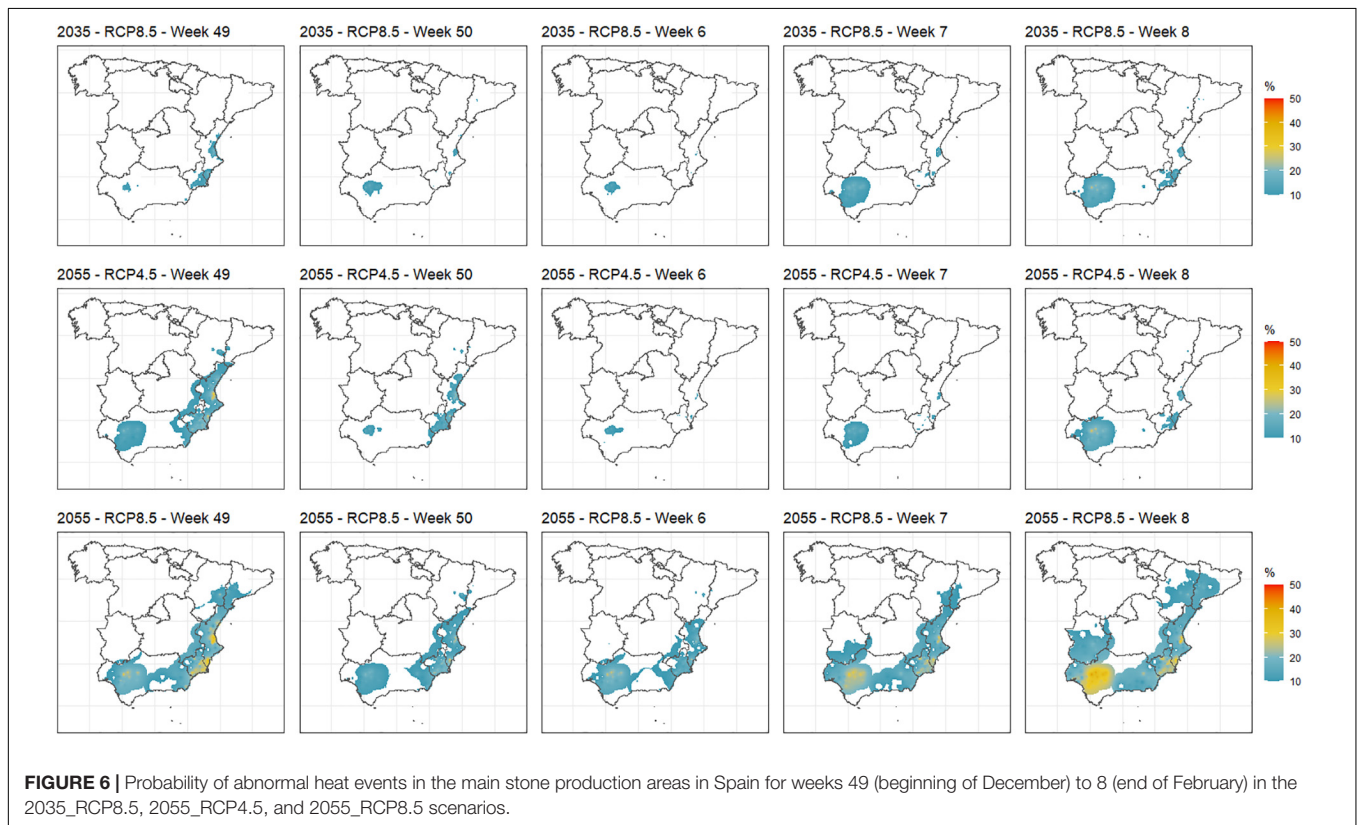 2035 - RCP8.5 - Week 49
2035 - RCP8.5 - Week 50
2035 - RCP8.5 - Week 6
2035 - RCP8.5 - Week 7
2035 - RCP8.5 - Week 8
%
50
40
30
20
10
2055 - RCP4.5 - Week 49
2055 - RCP4.5 - Week 50
2055 - RCP4.5 - Week 6
2055 - RCP4.5 - Week 7
2055 - RCP4.5 - Week 8
%
50
40
30
20
10
2055 - RCP8.5 - Week 49
2055 - RCP8.5 - Week 50
2055 - RCP8.5 - Week 6
2055 - RCP8.5 - Week 7
2055 - RCP8.5 - Week 8
%
50
40
30
20
10
FIGURE 6 | Probability of abnormal heat events in the main stone production areas in Spain for weeks 49 (beginning of December) to 8 (end of February) in the
2035_RCP8.5, 2055_RCP4.5, and 2055_RCP8.5 scenarios.